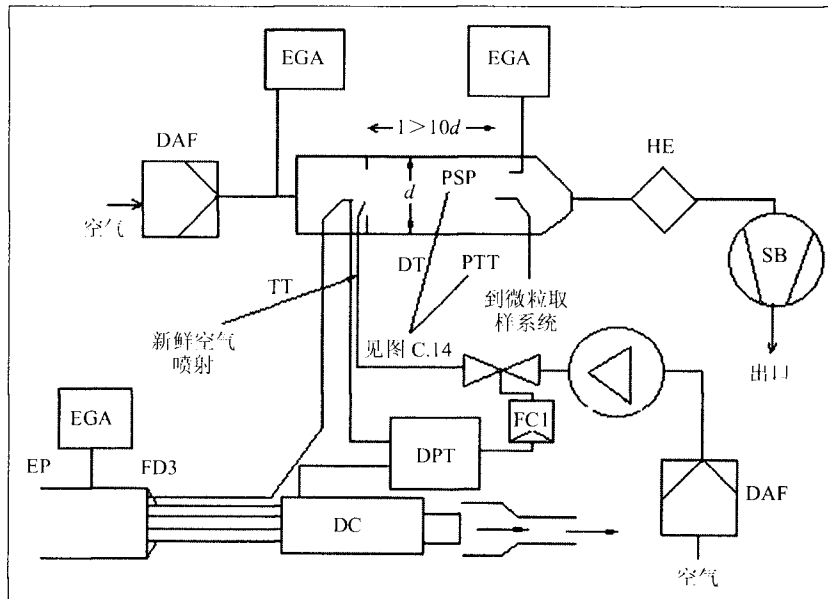 EGA
EGA
DAF
1>10d
HE
d
PSP
空气
SB
DT
PTT
TT
到微粒取
样系统
新鲜空气
喷射
见图 C.14
出口
EGA
FC1
DPT
EP
FD3
DAF
DC
空气